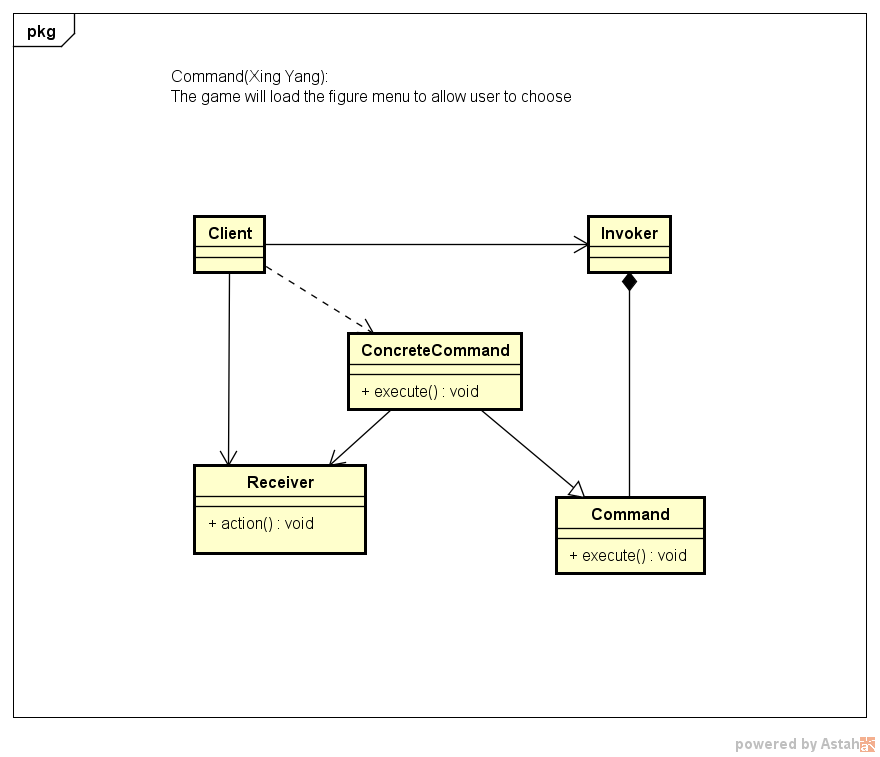 pkg
Command(Xing Yang):
The game will load the figure menu to allow user to choose
Client
Invoker
ConcreteCommand
+ execute() : void
Receiver
+ action() : void
Command
+ execute() : void
powered by Astah